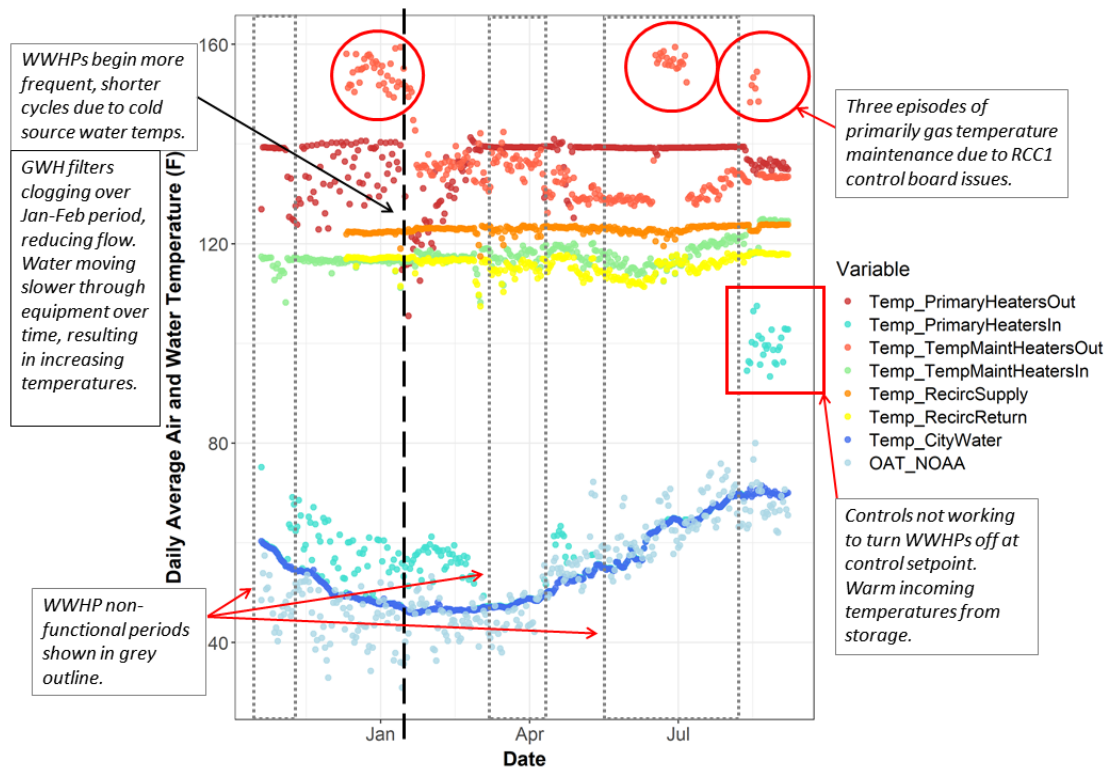 WWHPs begin more
frequent, shorter
cycles due to cold
source water temps.
GWH filters
clogging over
Jan-Feb period,
reducing flow.
Water moving
slower through
equipment over
time, resulting
in increasing
temperatures.
WWHP non-
functional periods
shown in grey
outline.
Daily Average Air and Water Temperature (F)
160
120
80
40
Jan
Apr
Jul
Date
Three episodes of
primarily gas temperature
maintenance due to RCC1
control board issues.
Variable
Temp_PrimaryHeatersOut
Temp_PrimaryHeatersIn
Temp_TempMaintHeatersOut
Temp_TempMaintHeatersIn
Temp_RecircSupply
Temp_RecircReturn
Temp_CityWater
OAT_NOAA
Controls not working
to turn WWHPs off at
control setpoint.
Warm incoming
temperatures from
storage.